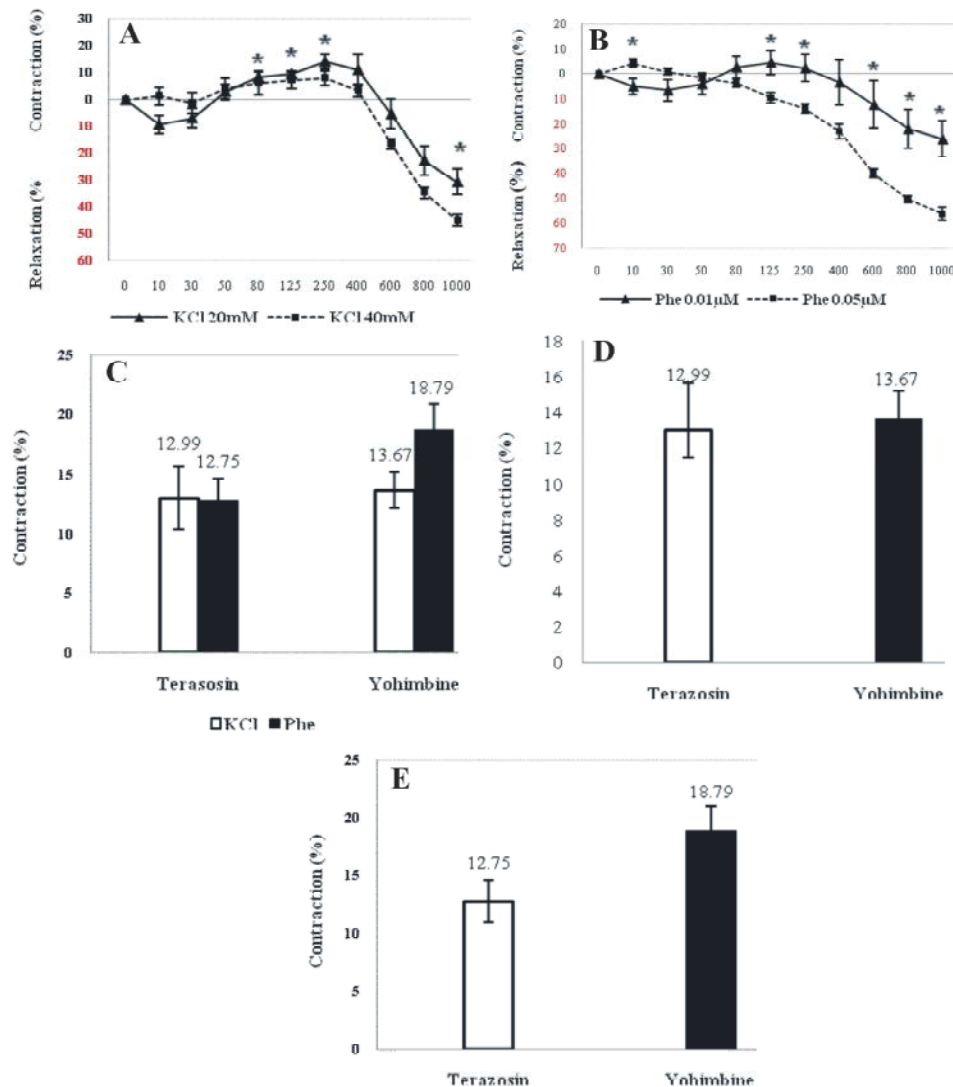 A
Contraction (%)
Relaxation (%
30
20
10
0
10
20
30
40
50
60
* * * *
0 10 30 50 80 125 250 400 600 800 1000
KCl 20mM KCl 40mM
B
Contraction (%)
Relaxation (%)
20
10
0
10
20
30
40
50
60
70
* * * * * *
0 10 30 50 80 125 250 400 600 800 1000
Phe 0.01µM Phe 0.05µM
C
Contraction (%)
25
20
15
10
5
0
12.99
12.75
13.67
18.79
Terasosin Yohimbine
KCl Phe
D
Contraction (%)
18
16
14
12
10
8
6
4
2
0
12.99
13.67
Terazosin Yohimbine
E
Contraction (%)
25
20
15
10
5
0
12.75
18.79
Terazosin Yohimbine